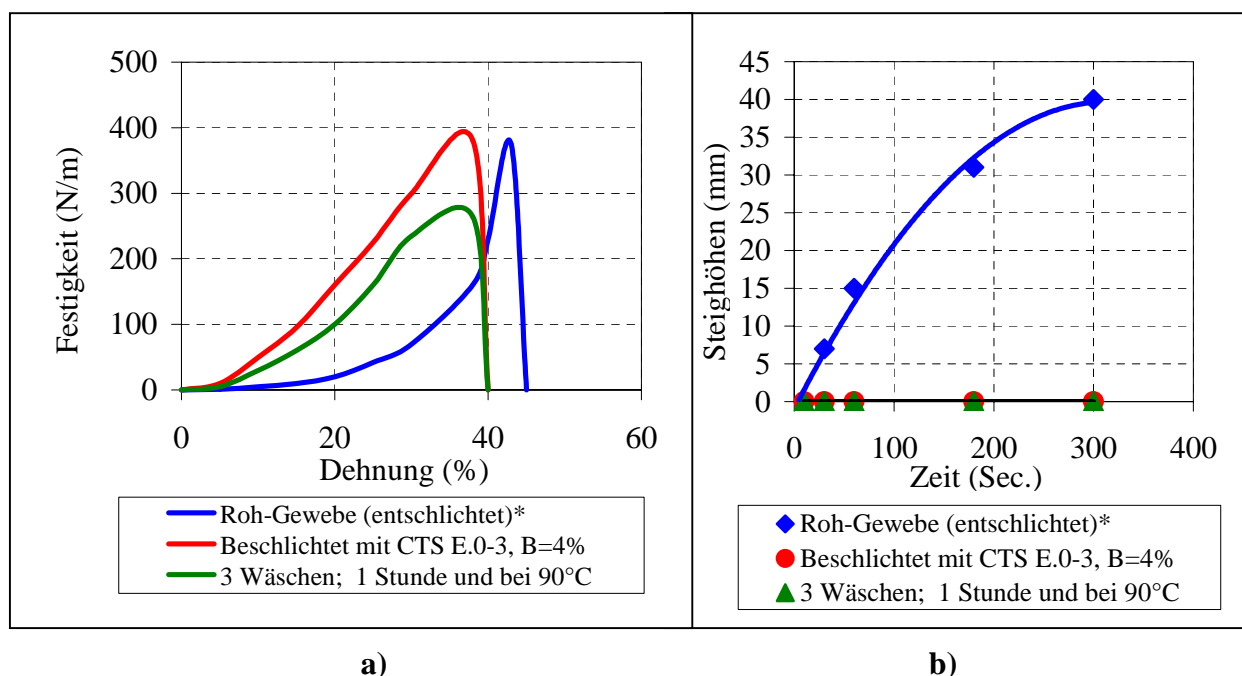 500
400
300
200
100
0
Festigkeit (N/m)
0 20 40 60
Dehnung (%)
Roh-Gewebe (entschlichtet)*
Beschlichtet mit CTS E.0-3, B=4%
3 Wäschen; 1 Stunde und bei 90°C
a)
45
40
35
30
25
20
15
10
5
0
Steighöhen (mm)
0 100 200 300 400
Zeit (Sec.)
Roh-Gewebe (entschlichtet)*
Beschlichtet mit CTS E.0-3, B=4%
3 Wäschen; 1 Stunde und bei 90°C
b)